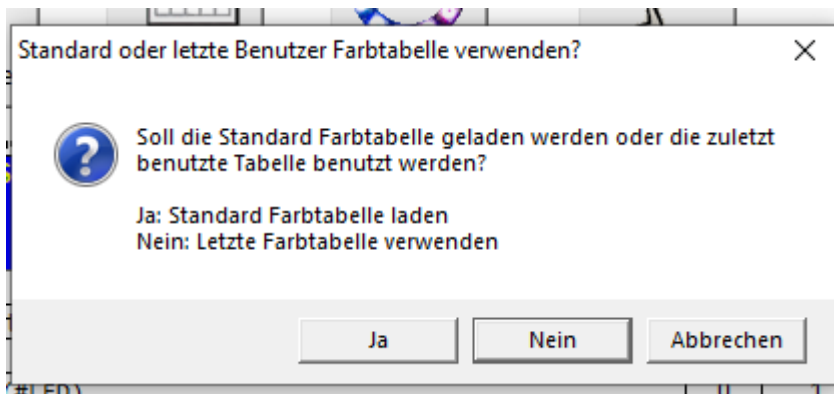 Standard oder letzte Benutzer Farbtabelle verwenden?
Soll die Standard Farbtabelle geladen werden oder die zuletzt
benutzte Tabelle benutzt werden?
Ja: Standard Farbtabelle laden
Nein: Letzte Farbtabelle verwenden
Ja
Nein
Abbrechen